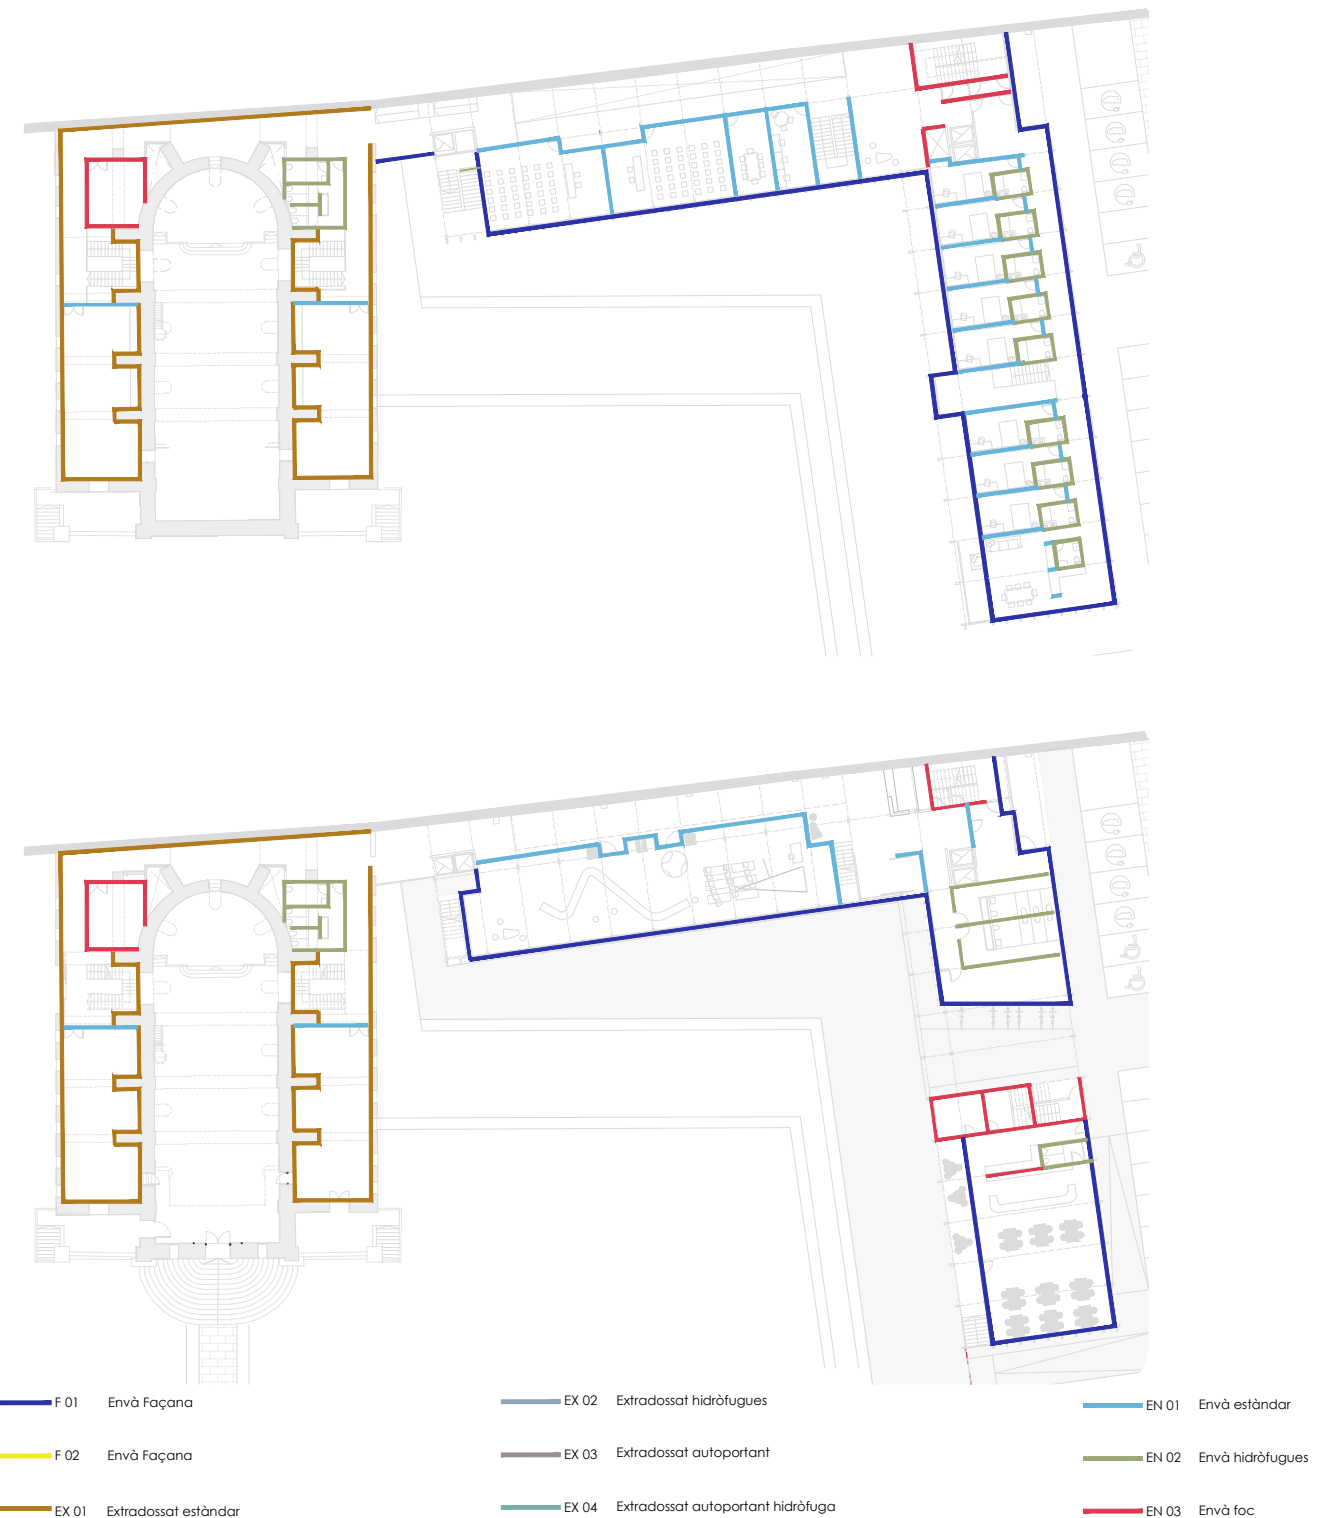 F 01 Envà Façana
EX 02 Extradossat hidròfugues
EN 01 Envà estàndar
F 02 Envà Façana
EX 03 Extradossat autoportant
EN 02 Envà hidròfugues
EX 01 Extradossat estàndar
EX 04 Extradossat autoportant hidròfuga
EN 03 Envà foc